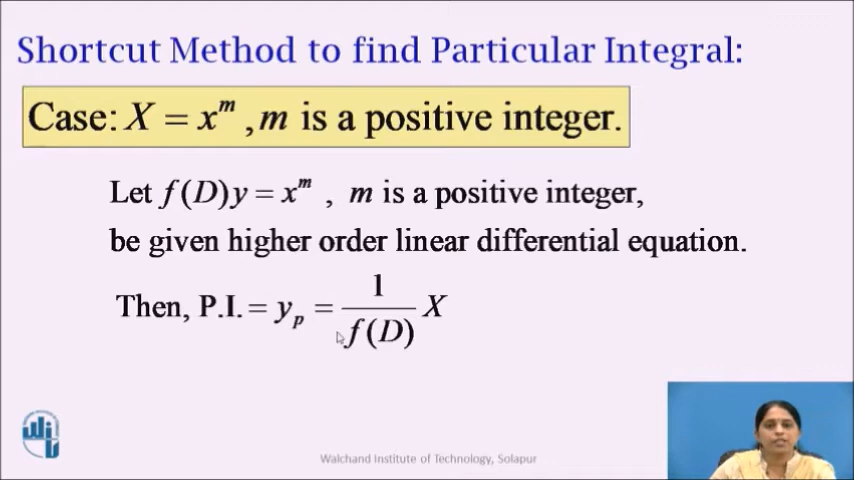 Shortcut Method to find Particular Integral:
Case: X = x^m , m is a positive integer.
Let f(D)y = x^m , m is a positive integer,
be given higher order linear differential equation.
Then, P.I. = y_p = 1/f(D) X
Walchand Institute of Technology, Solapur